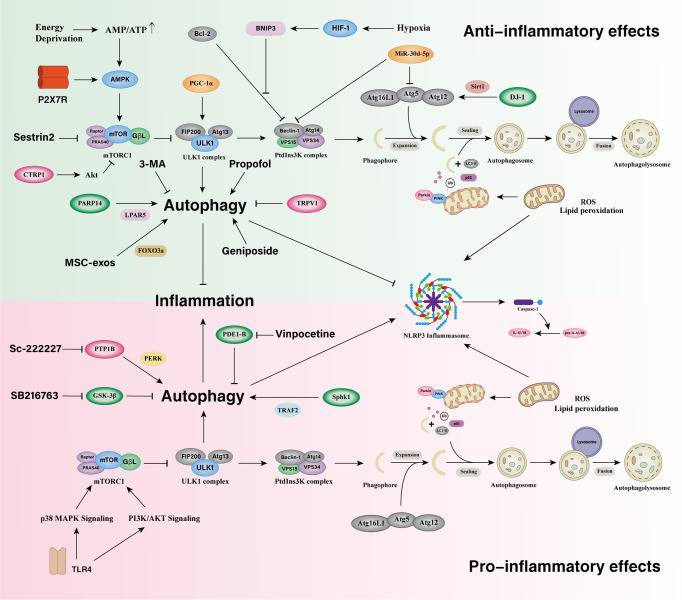 Anti-inflammatory effects
Energy
Deprivation
AMP/ATP ↑
Bcl-2
BNiP3
HIF-1
Hypoxia
MiR-30d-5p
P2X7R
AMPK
PGC-1α
Atg16L1
Atg5
Atg12
Sirt1
DJ-1
Sestrin2
Raptor
PRAS40
mTOR
GβL
mTORC1
FiP200
Atg13
ULK1
ULK1 complex
Beclin-1
Atg14
VPS15
VPS34
PtdIns3K complex
Phagophore
Expansion
Sealing
LC3-II
p62
Ub
Parkin
PINK
Autophagosome
Lysosome
Fusion
Autophagolysosome
CTRP1
Akt
3-MA
Propofol
PARP14
LPAR5
Autophagy
TRPV1
ROS
Lipid peroxidation
MSC-exos
FOXO3a
Geniposide
Inflammation
NLRP3 Inflammasome
Caspase-1
IL-1/18
pro-IL-1/18
Sc-222227
PTP1B
PERK
PDE1-B
Vinpocetine
SB216763
GSK-3β
Autophagy
TRAF2
Sphk1
Parkin
PINK
Ub
p62
LC3-II
ROS
Lipid peroxidation
Raptor
PRAS40
mTOR
GβL
mTORC1
FiP200
Atg13
ULK1
ULK1 complex
Beclin-1
Atg14
VPS15
VPS34
PtdIns3K complex
Phagophore
Expansion
Sealing
Autophagosome
Lysosome
Fusion
Autophagolysosome
p38 MAPK Signaling
PI3K/AKT Signaling
Atg16L1
Atg5
Atg12
TLR4
Pro-inflammatory effects